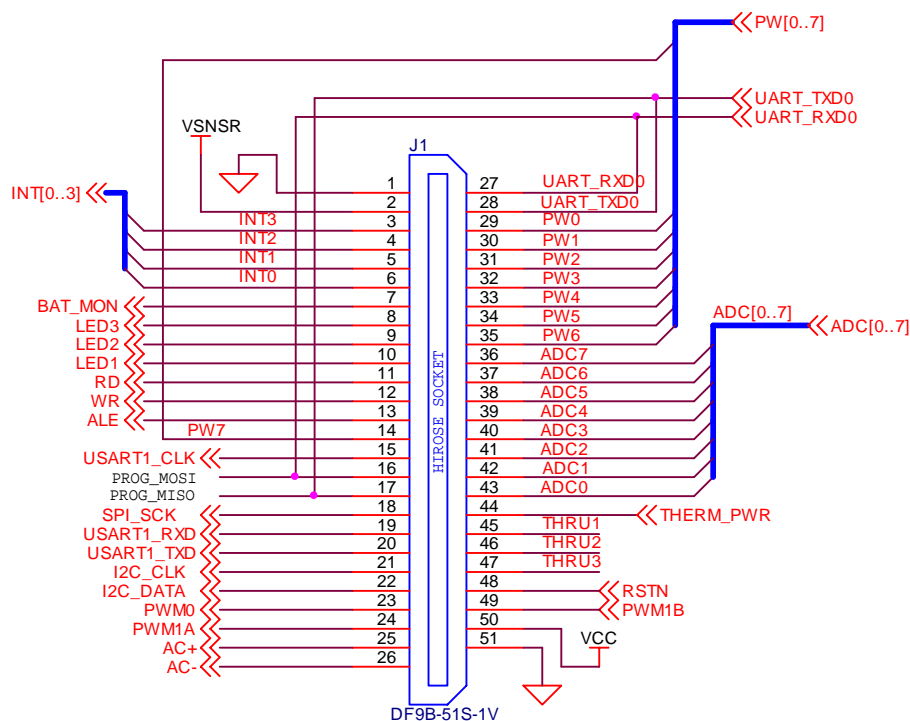 PW[0..7]
UART_TXD0
UART_RXD0
VSNSR
J1
INT[0..3]
1 27 UART_RXD0
2 28 UART_TXD0
INT3 3 29 PW0
INT2 4 30 PW1
INT1 5 31 PW2
INT0 6 32 PW3
BAT_MON 7 33 PW4
LED3 8 34 PW5
LED2 9 35 PW6
LED1 10 36 ADC7
RD 11 37 ADC6
WR 12 38 ADC5
ALE 13 39 ADC4
PW7 14 40 ADC3
USART1_CLK 15 41 ADC2
PROG_MOSI 16 42 ADC1
PROG_MISO 17 43 ADC0
SPI_SCK 18 44 THERM_PWR
USART1_RXD 19 45 THRU1
USART1_TXD 20 46 THRU2
I2C_CLK 21 47 THRU3
I2C_DATA 22 48 RSTN
PWM0 23 49 PWM1B
PWM1A 24 50
AC+ 25 51 VCC
AC- 26
ADC[0..7]
ADC[0..7]
HIROSE SOCKET
DF9B-51S-1V